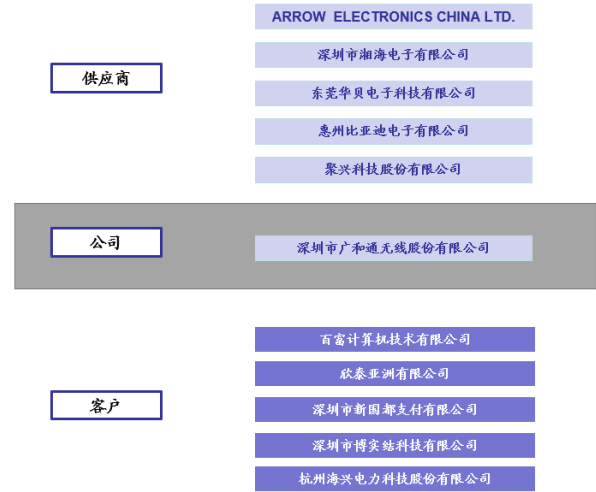 ARROW ELECTRONICS CHINA LTD.
供应商
深圳市湘海电子有限公司
东莞华贝电子科技有限公司
惠州比亚迪电子有限公司
聚兴科技股份有限公司
公司
深圳市广和通无线股份有限公司
百富计算机技术有限公司
欣泰亚洲有限公司
客户
深圳市新国都支付有限公司
深圳市博实结科技有限公司
杭州海兴电力科技股份有限公司